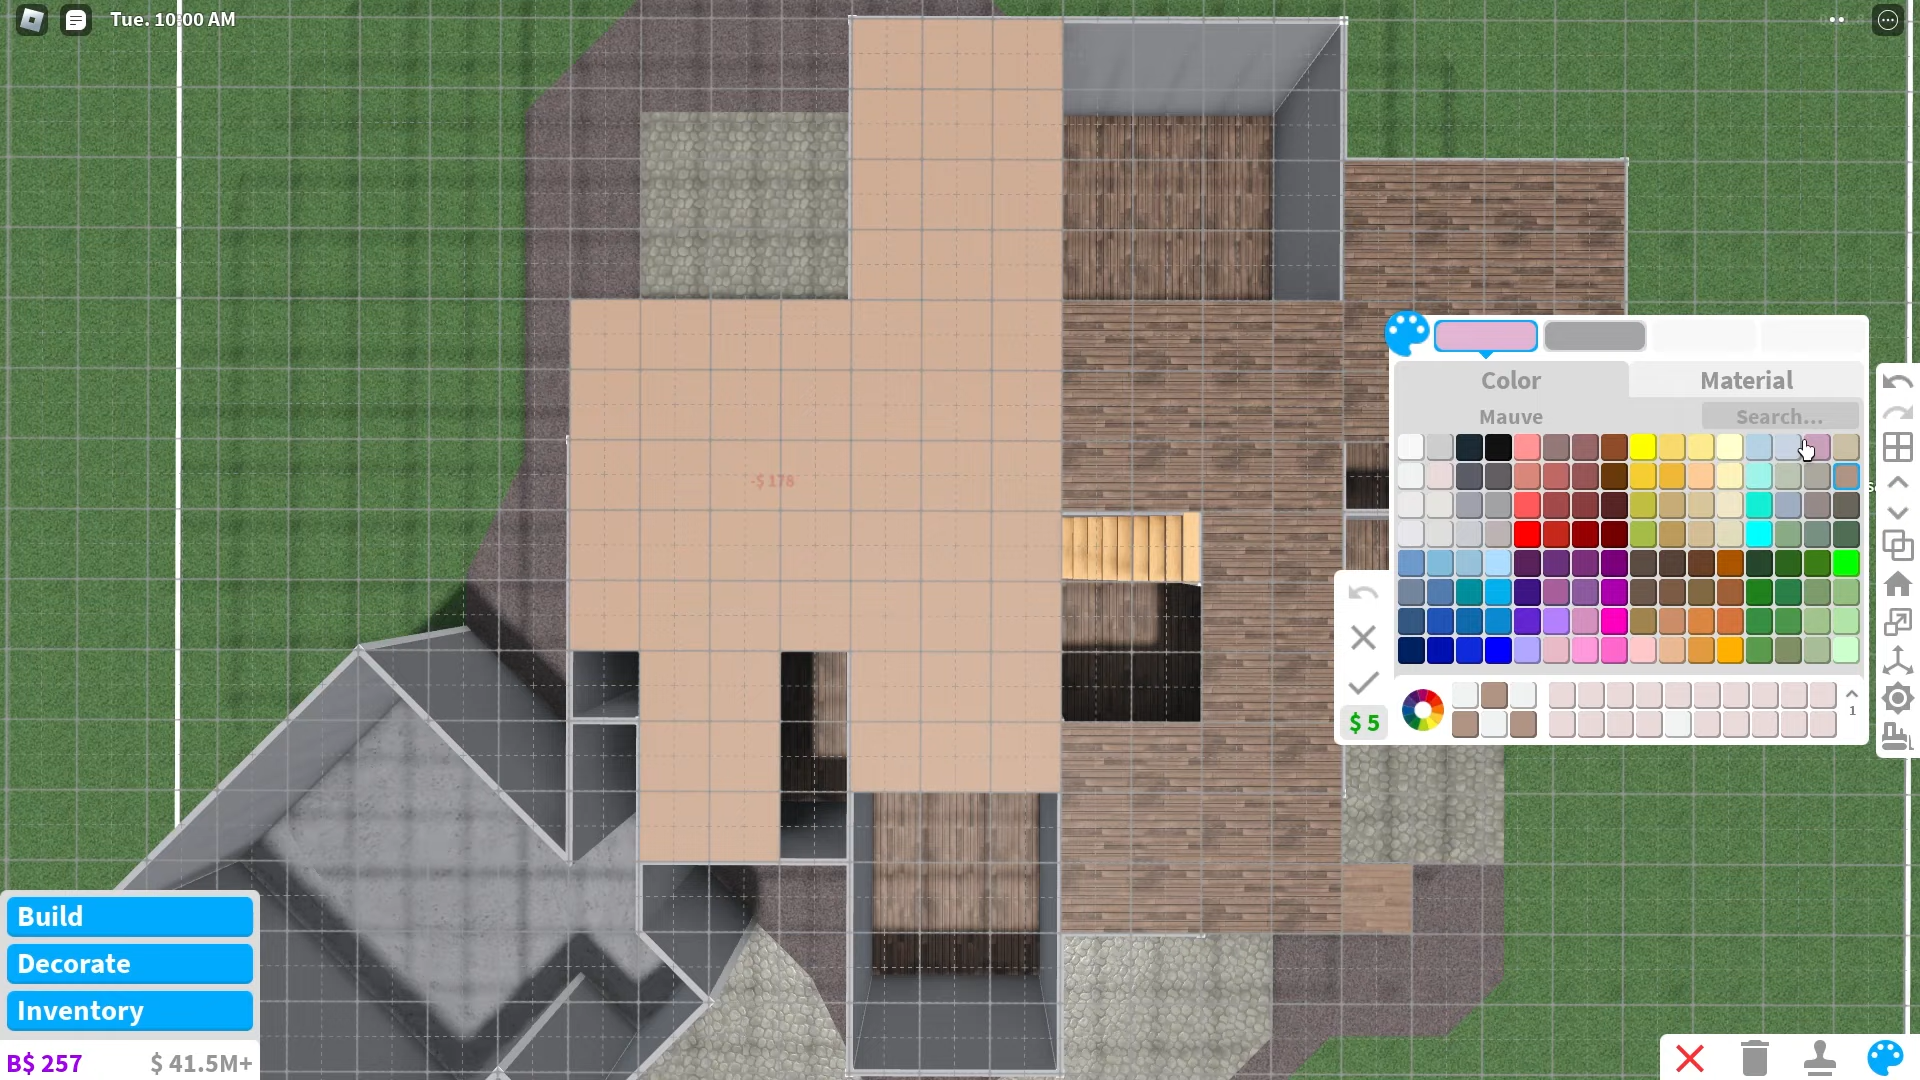 Tue. 10:00 AM
-$ 178
Color
Material
Mauve
Search...
$ 5
1
Build
Decorate
Inventory
B$ 257
$ 41.5M+